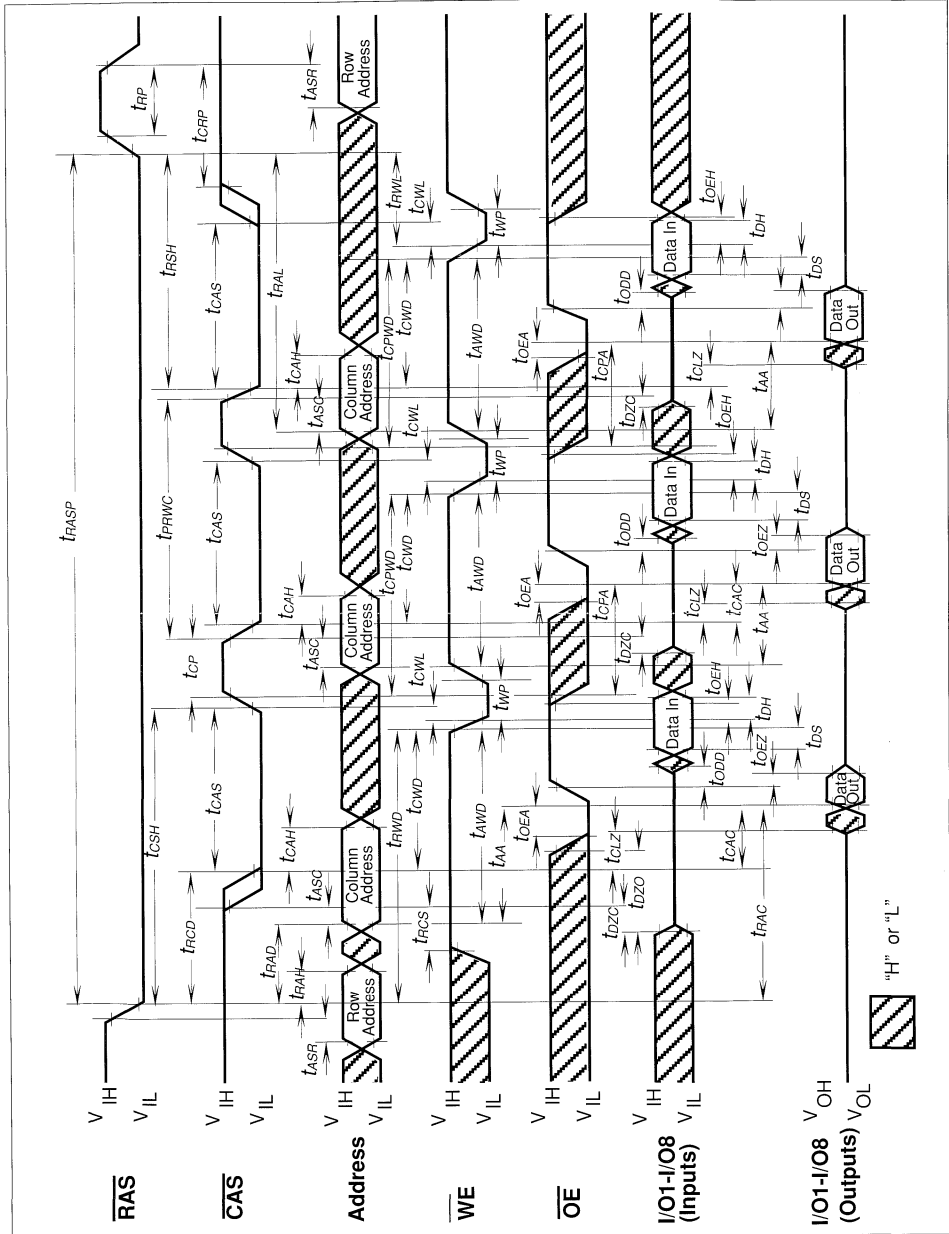 RAS
V IH
V IL
tRASP
tRP
tCSH
tPRWC
tRSH
tCRP
tRCD
tCAS
tCP
tCAS
tCAS
CAS
V IH
V IL
tRAD
tRAH
tASC
tCAH
tASC
tCAH
tASC
tCAH
tRAL
tASR
tASR
Address
V IH
V IL
Row Address
Column Address
Column Address
Column Address
Row Address
tRWD
tCWD
tCWL
tCPWD
tCWD
tCWL
tCPWD
tCWD
tRWL
tCWL
tRCS
WE
V IH
V IL
tAWD
tWP
tAWD
tWP
tAWD
tWP
tAA
tOEA
tOEA
tOEA
OE
V IH
V IL
tCPA
tCPA
tDZC
tDZO
tCLZ
tODD
tDZC
tODD
tDZC
tODD
I/O1-I/O8
(Inputs)
V IH
V IL
Data In
Data In
Data In
tOEH
tOEH
tOEH
tCLZ
tCLZ
tCAC
tOEZ
tDH
tCAC
tOEZ
tDH
tDH
tRAC
tDS
tAA
tDS
tAA
tDS
I/O1-I/O8
(Outputs)
V OH
V OL
Data Out
Data Out
Data Out
"H" or "L"